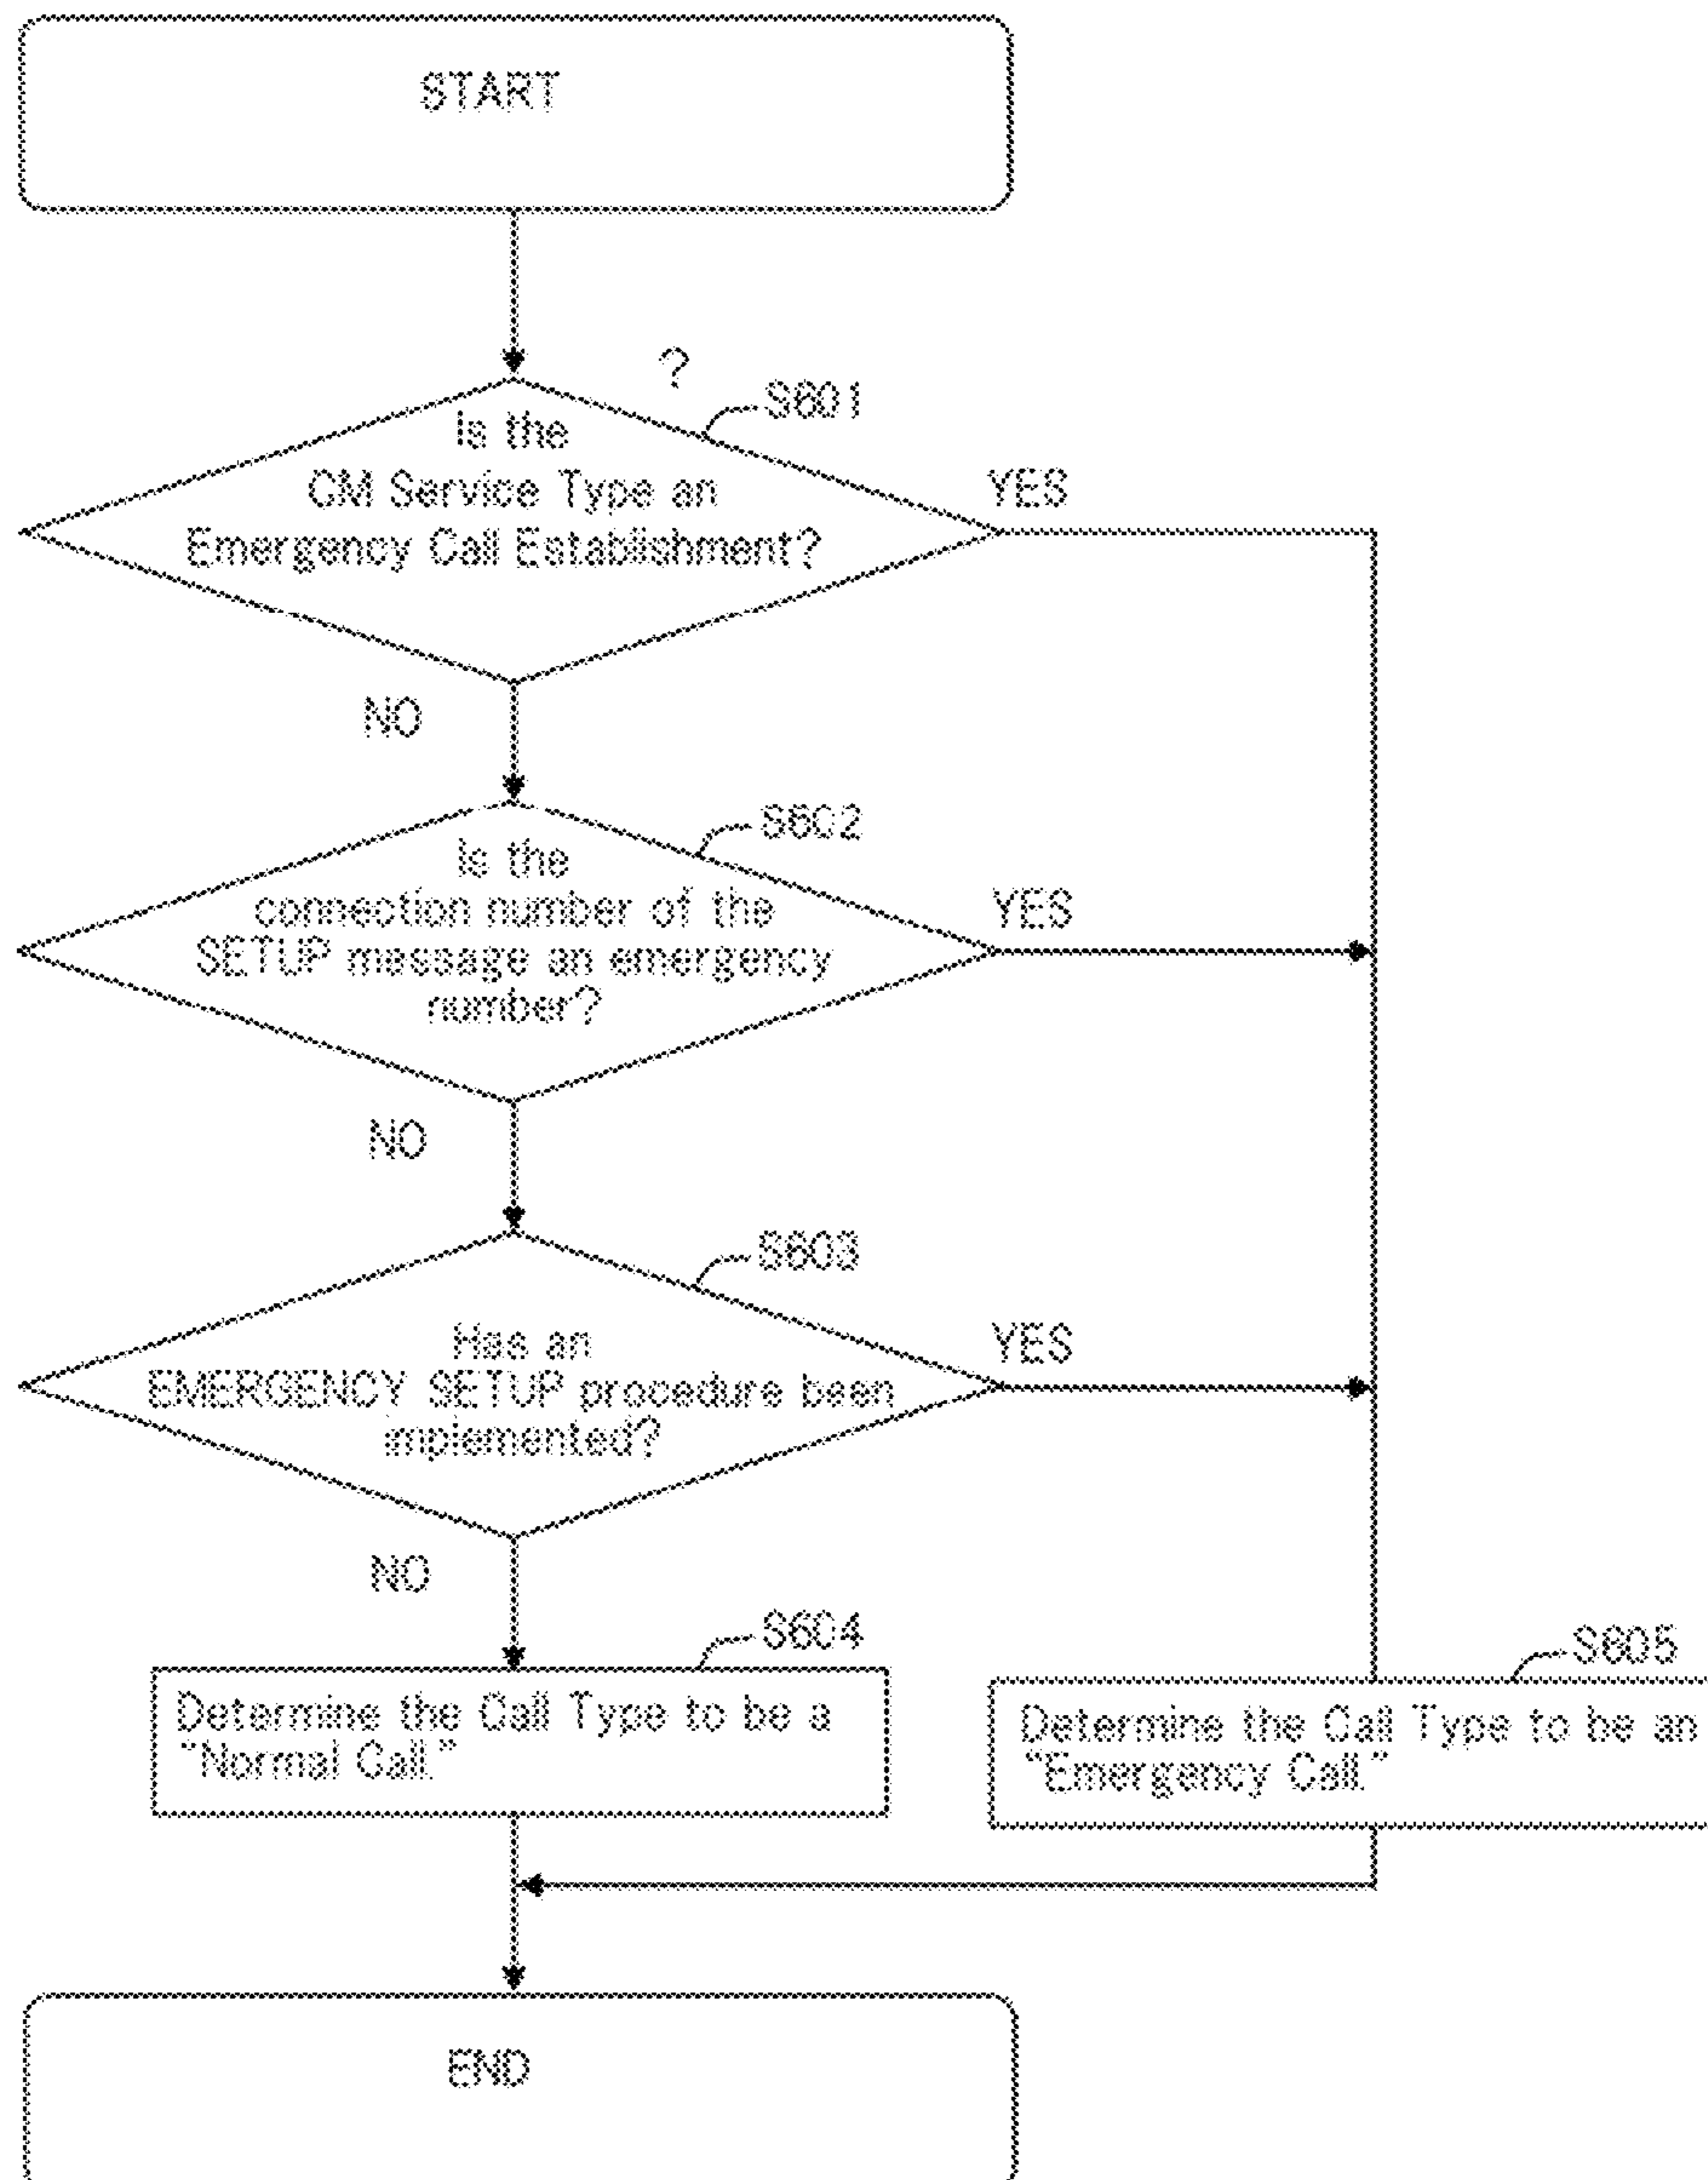 START
?
S601
Is the
CM Service Type an
Emergency Call Establishment?
YES
NO
S602
Is the
connection number of the
SETUP message an emergency
number?
YES
NO
S603
Has an
EMERGENCY SETUP procedure been
implemented?
YES
NO
S604
Determine the Call Type to be a
"Normal Call."
S605
Determine the Call Type to be an
"Emergency Call."
END